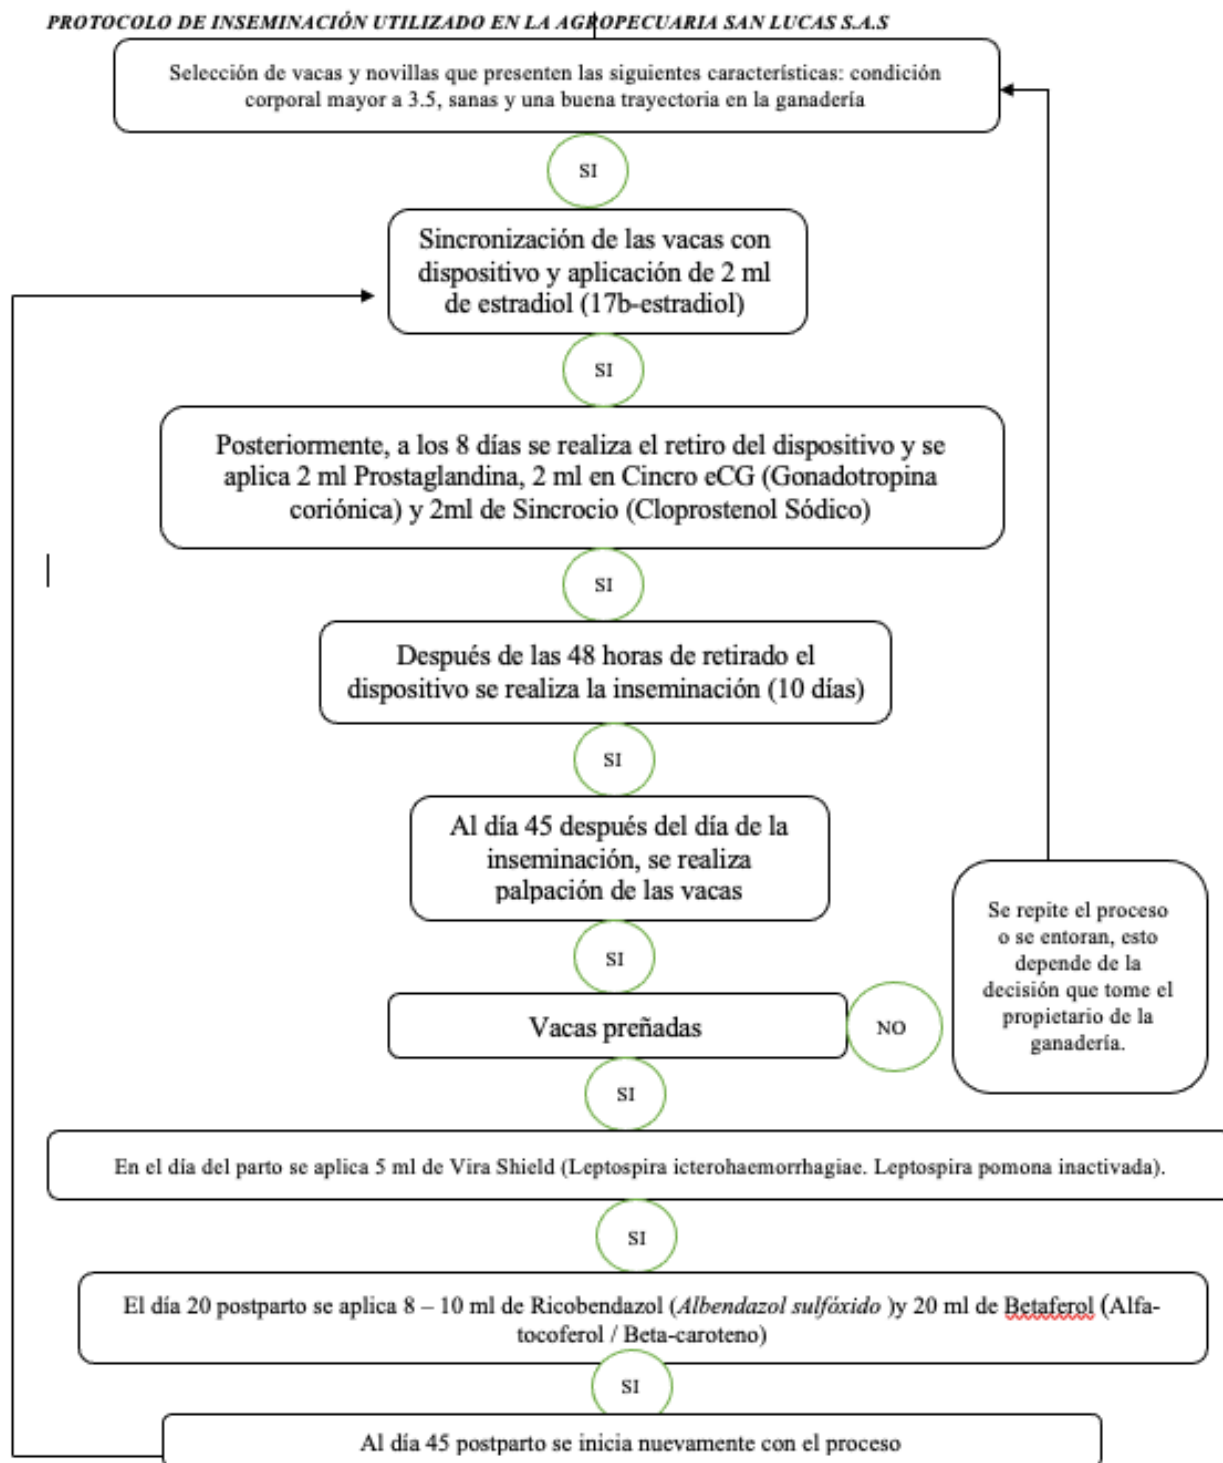 PROTOCOLO DE INSEMINACIÓN UTILIZADO EN LA AGROPECUARIA SAN LUCAS S.A.S
Selección de vacas y novillas que presenten las siguientes características: condición
corporal mayor a 3.5, sanas y una buena trayectoria en la ganadería
SI
Sincronización de las vacas con
dispositivo y aplicación de 2 ml
de estradiol (17b-estradiol)
SI
Posteriormente, a los 8 días se realiza el retiro del dispositivo y se
aplica 2 ml Prostaglandina, 2 ml en Cincro eCG (Gonadotropina
coriónica) y 2ml de Sincrocio (Cloprostenol Sódico)
SI
Después de las 48 horas de retirado el
dispositivo se realiza la inseminación (10 días)
SI
Al día 45 después del día de la
inseminación, se realiza
palpación de las vacas
SI
Vacas preñadas
NO
Se repite el proceso
o se entoran, esto
depende de la
decisión que tome el
propietario de la
ganadería.
SI
En el día del parto se aplica 5 ml de Vira Shield (Leptospira icterohaemorrhagiae. Leptospira pomona inactivada).
SI
El día 20 postparto se aplica 8 – 10 ml de Ricobendazol (Albendazol sulfóxido )y 20 ml de Betaferol (Alfa-
tocoferol / Beta-caroteno)
SI
Al día 45 postparto se inicia nuevamente con el proceso